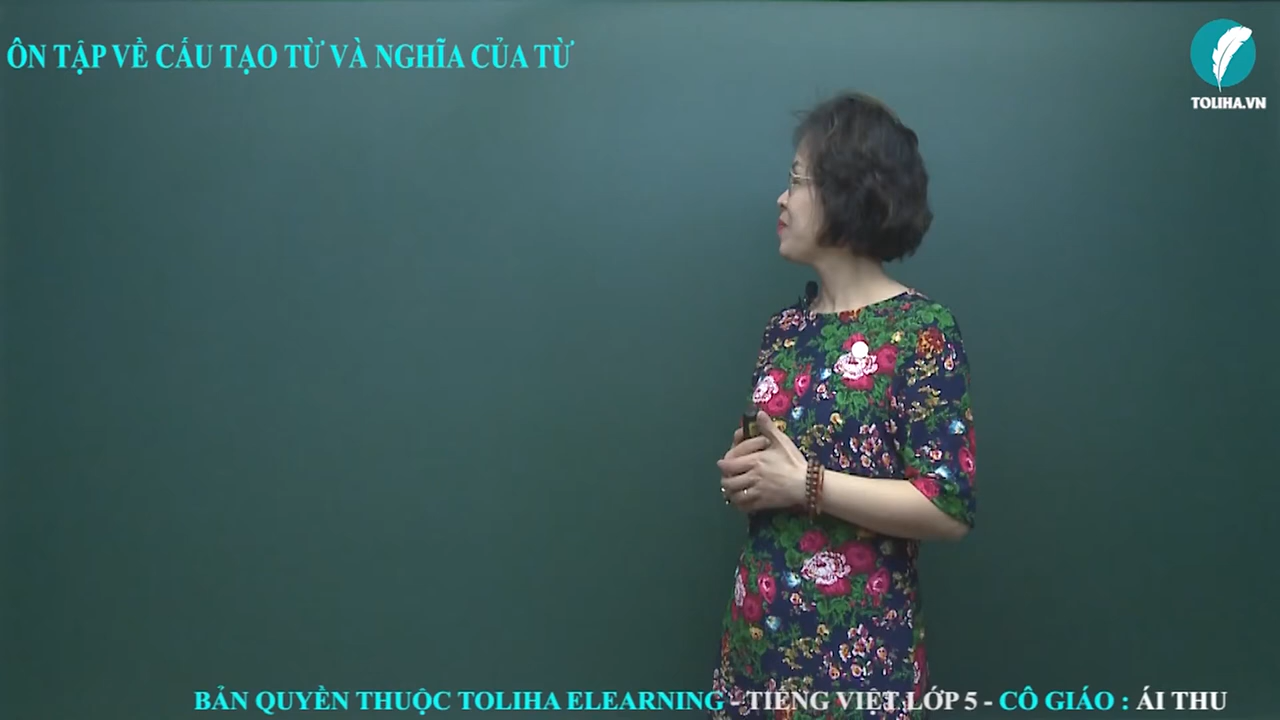 ÔN TẬP VỀ CẤU TẠO TỪ VÀ NGHĨA CỦA TỪ
TOLIHA.VN
BẢN QUYỀN THUỘC TOLIHA ELEARNING - TIẾNG VIỆT LỚP 5 - CÔ GIÁO : ÁI THU